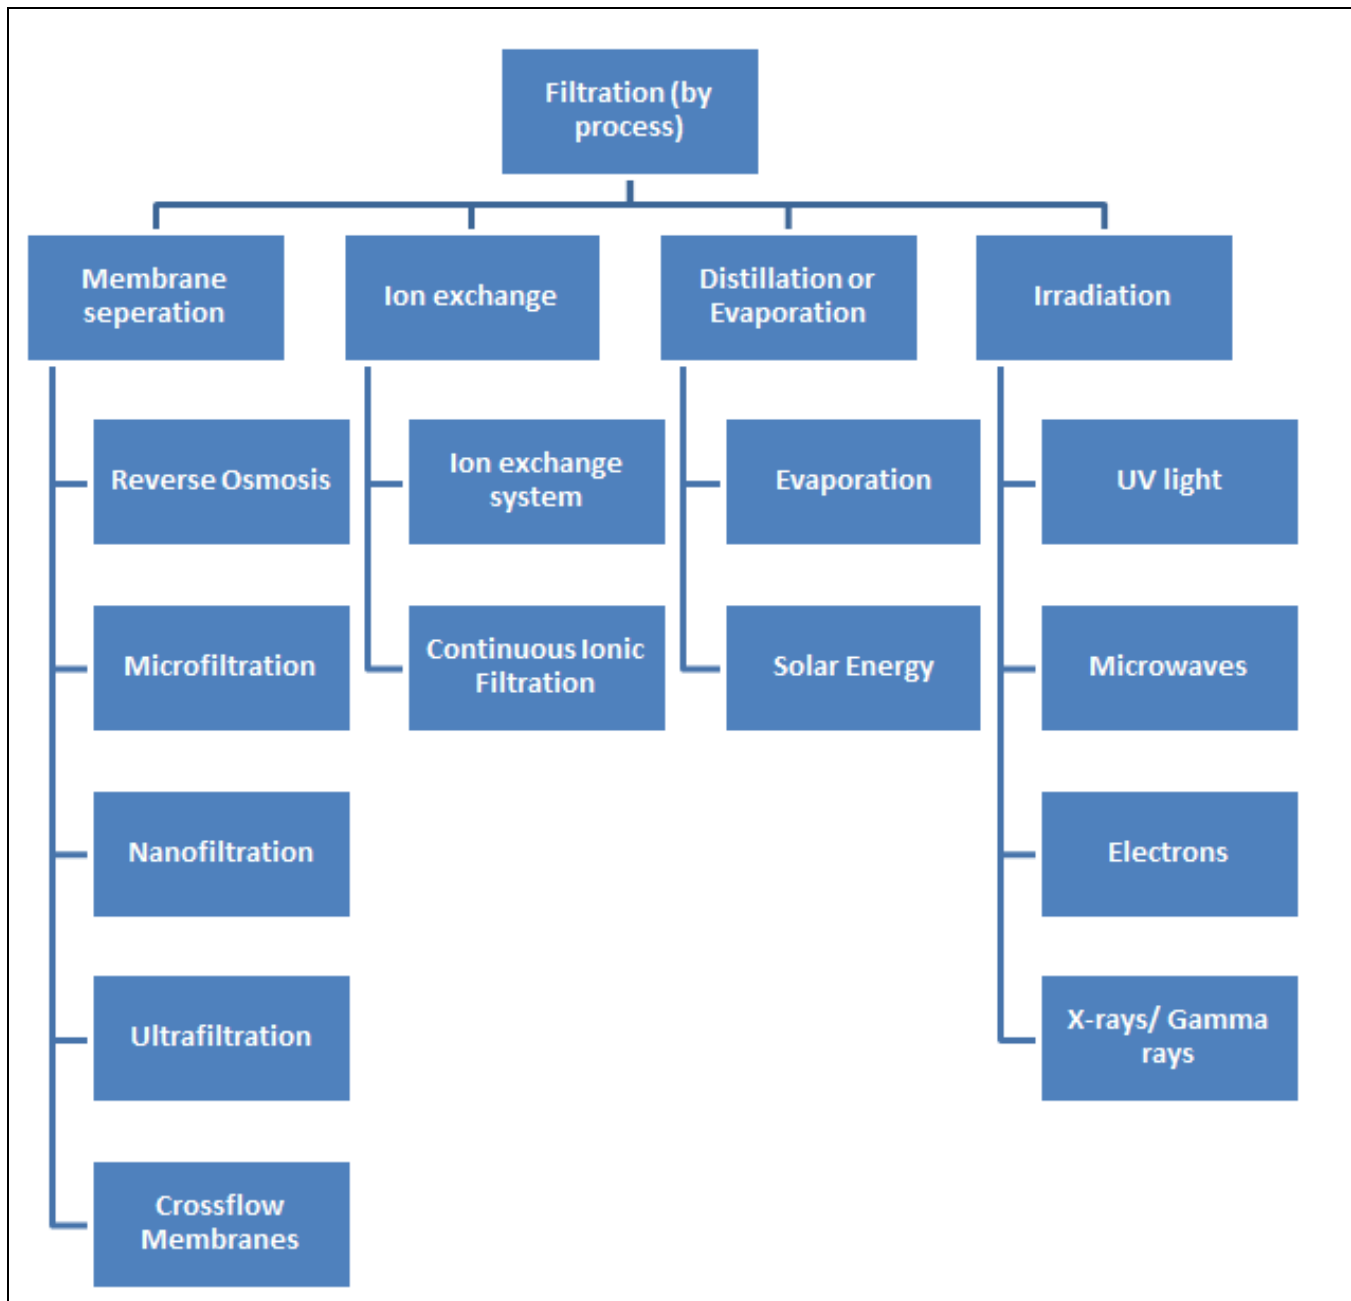 Filtration (by
process)
Membrane
seperation
Ion exchange
Distillation or
Evaporation
Irradiation
Reverse Osmosis
Microfiltration
Nanofiltration
Ultrafiltration
Crossflow
Membranes
Ion exchange
system
Continuous Ionic
Filtration
Evaporation
Solar Energy
UV light
Microwaves
Electrons
X-rays/ Gamma
rays